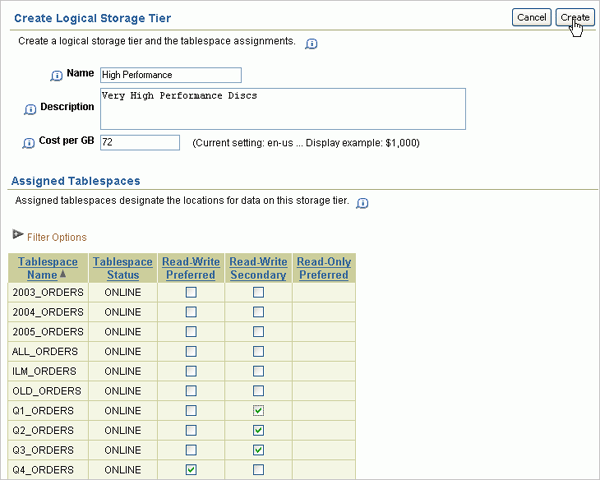 Create Logical Storage Tier
Cancel Create
Create a logical storage tier and the tablespace assignments.
Name High Performance
Description Very High Performance Discs
Cost per GB 72 (Current setting: en-us ... Display example: $1,000)
Assigned Tablespaces
Assigned tablespaces designate the locations for data on this storage tier.
Filter Options
Tablespace Name Tablespace Status Read-Write Preferred Read-Write Secondary Read-Only Preferred
2003_ORDERS ONLINE
2004_ORDERS ONLINE
2005_ORDERS ONLINE
ALL_ORDERS ONLINE
ILM_ORDERS ONLINE
OLD_ORDERS ONLINE
Q1_ORDERS ONLINE
Q2_ORDERS ONLINE
Q3_ORDERS ONLINE
Q4_ORDERS ONLINE